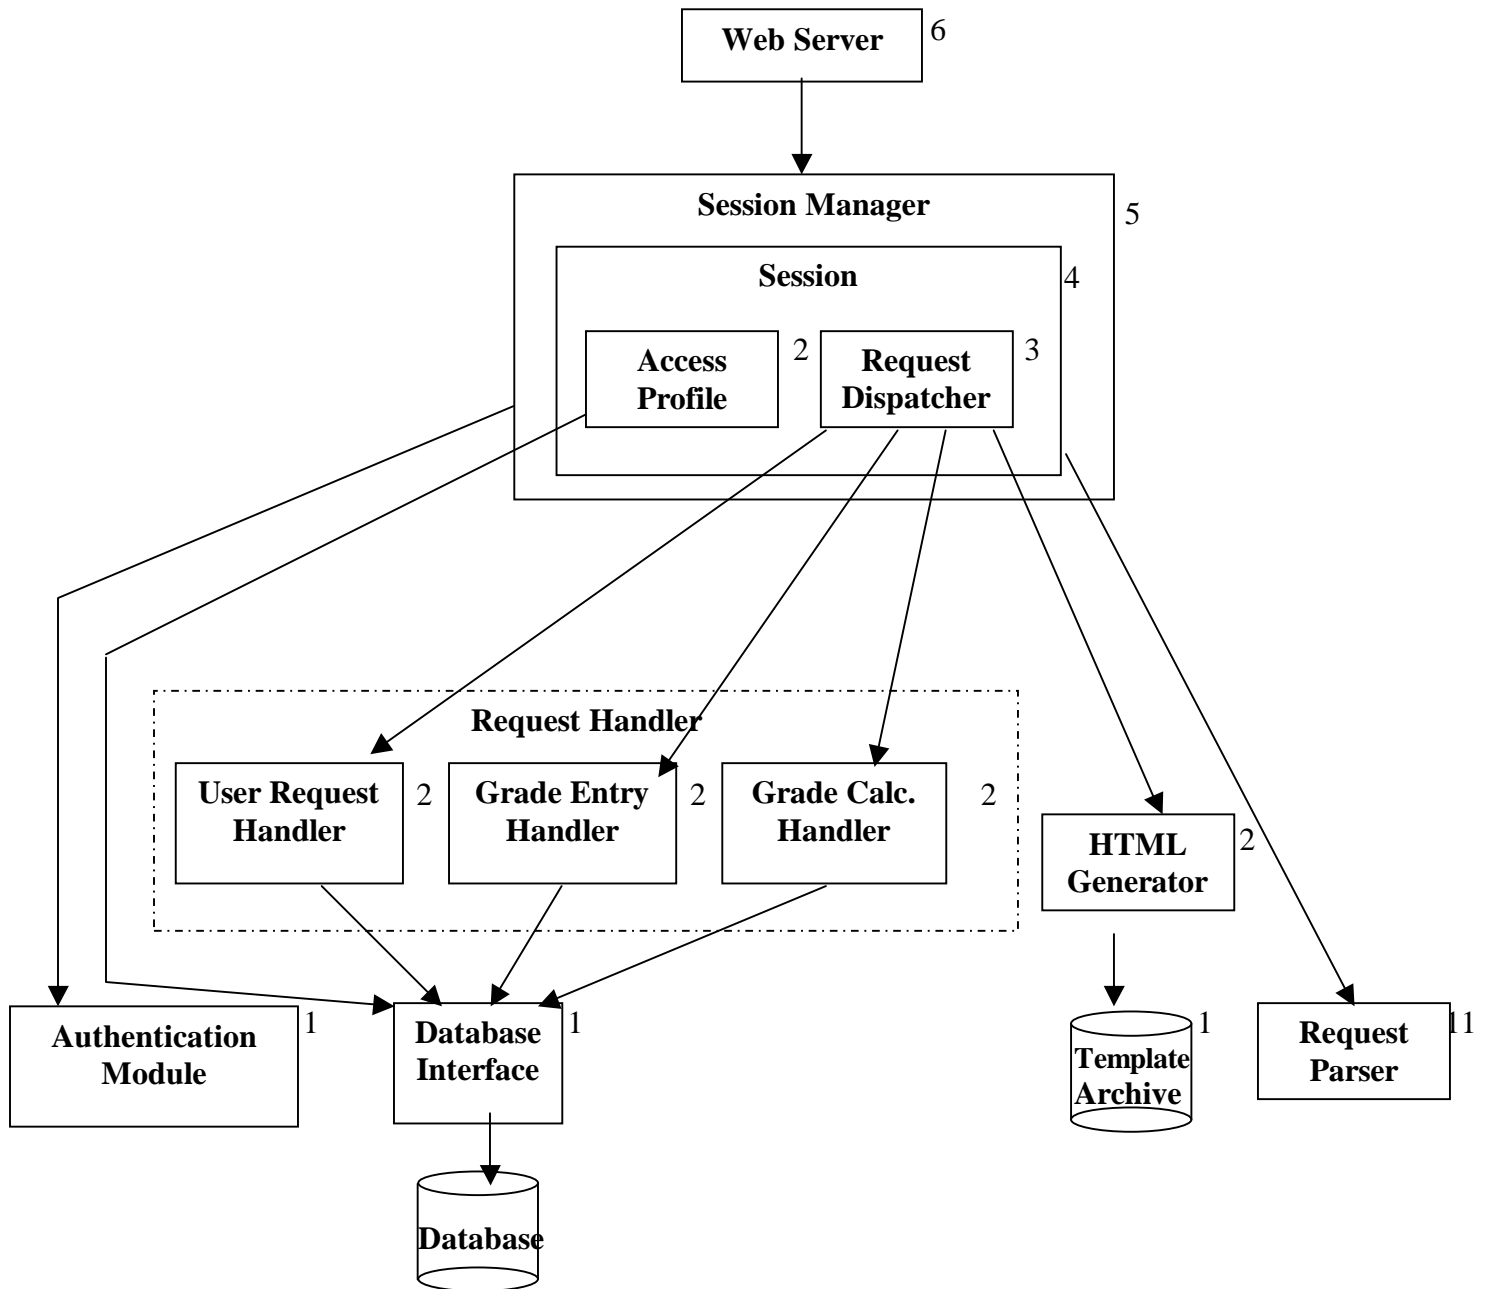 Web Server
6
Session Manager
5
Session
4
Access
Profile
2
Request
Dispatcher
3
Request Handler
User Request
Handler
2
Grade Entry
Handler
2
Grade Calc.
Handler
2
HTML
Generator
2
Authentication
Module
1
Database
Interface
1
Template
Archive
1
Request
Parser
11
Database